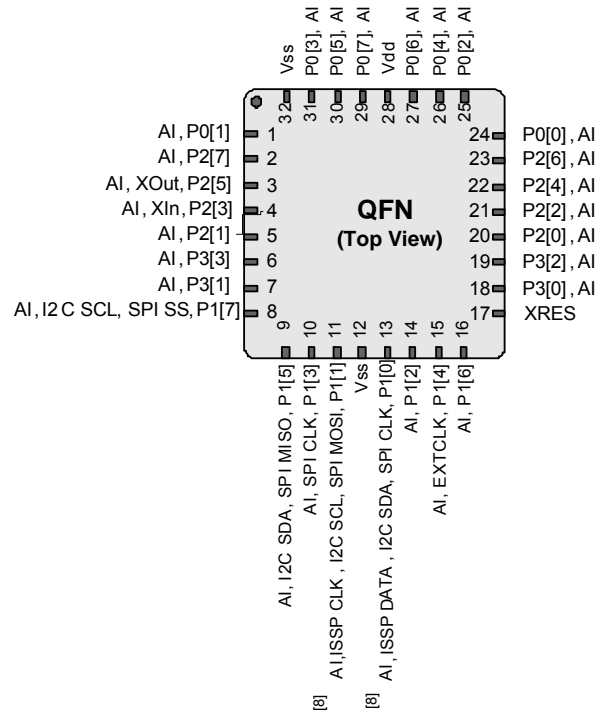 Vss
P0[3], AI
P0[5], AI
P0[7], AI
Vdd
P0[6], AI
P0[4], AI
P0[2], AI
32
31
30
29
28
27
26
25
AI, P0[1]
1
AI, P2[7]
2
AI, XOut, P2[5]
3
AI, XIn, P2[3]
4
AI, P2[1]
5
AI, P3[3]
6
AI, P3[1]
7
AI, I2C SCL, SPI SS, P1[7]
8
QFN
(Top View)
24
P0[0], AI
23
P2[6], AI
22
P2[4], AI
21
P2[2], AI
20
P2[0], AI
19
P3[2], AI
18
P3[0], AI
17
XRES
9
10
11
12
13
14
15
16
AI, I2C SDA, SPI MISO, P1[5]
AI, SPI CLK, P1[3]
AI,ISSP CLK, I2C SCL, SPI MOSI, P1[1]
Vss
AI, ISSP DATA, I2C SDA, SPI CLK, P1[0]
AI, P1[2]
AI, EXTCLK, P1[4]
AI, P1[6]
[8]
[8]